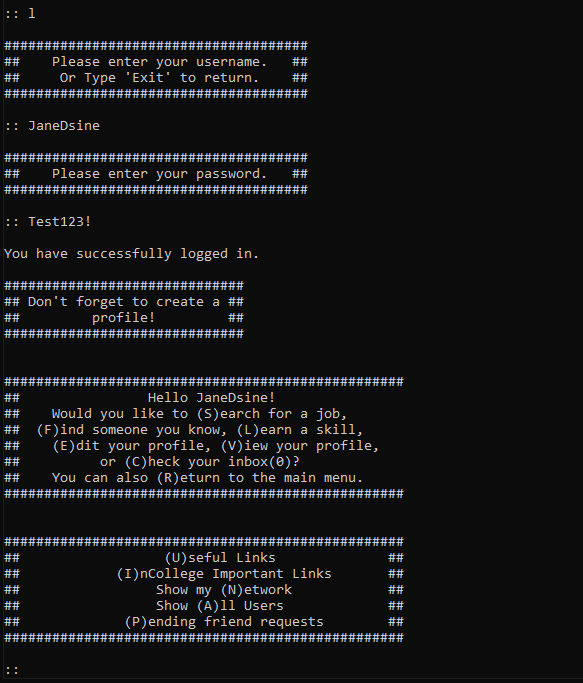 :: l
######################################
##    Please enter your username.   ##
##     Or Type 'Exit' to return.    ##
######################################
:: JaneDsine
######################################
##    Please enter your password.   ##
######################################
:: Test123!
You have successfully logged in.
##############################
## Don't forget to create a ##
##         profile!         ##
##############################
##################################################
##                Hello JaneDsine!
##    Would you like to (S)earch for a job,
##  (F)ind someone you know, (L)earn a skill,
##    (E)dit your profile, (V)iew your profile,
##          or (C)heck your inbox(0)?
##    You can also (R)eturn to the main menu.
##################################################
##################################################
##                  (U)seful Links              ##
##            (I)nCollege Important Links       ##
##                 Show my (N)etwork            ##
##                 Show (A)ll Users             ##
##             (P)ending friend requests        ##
##################################################
::